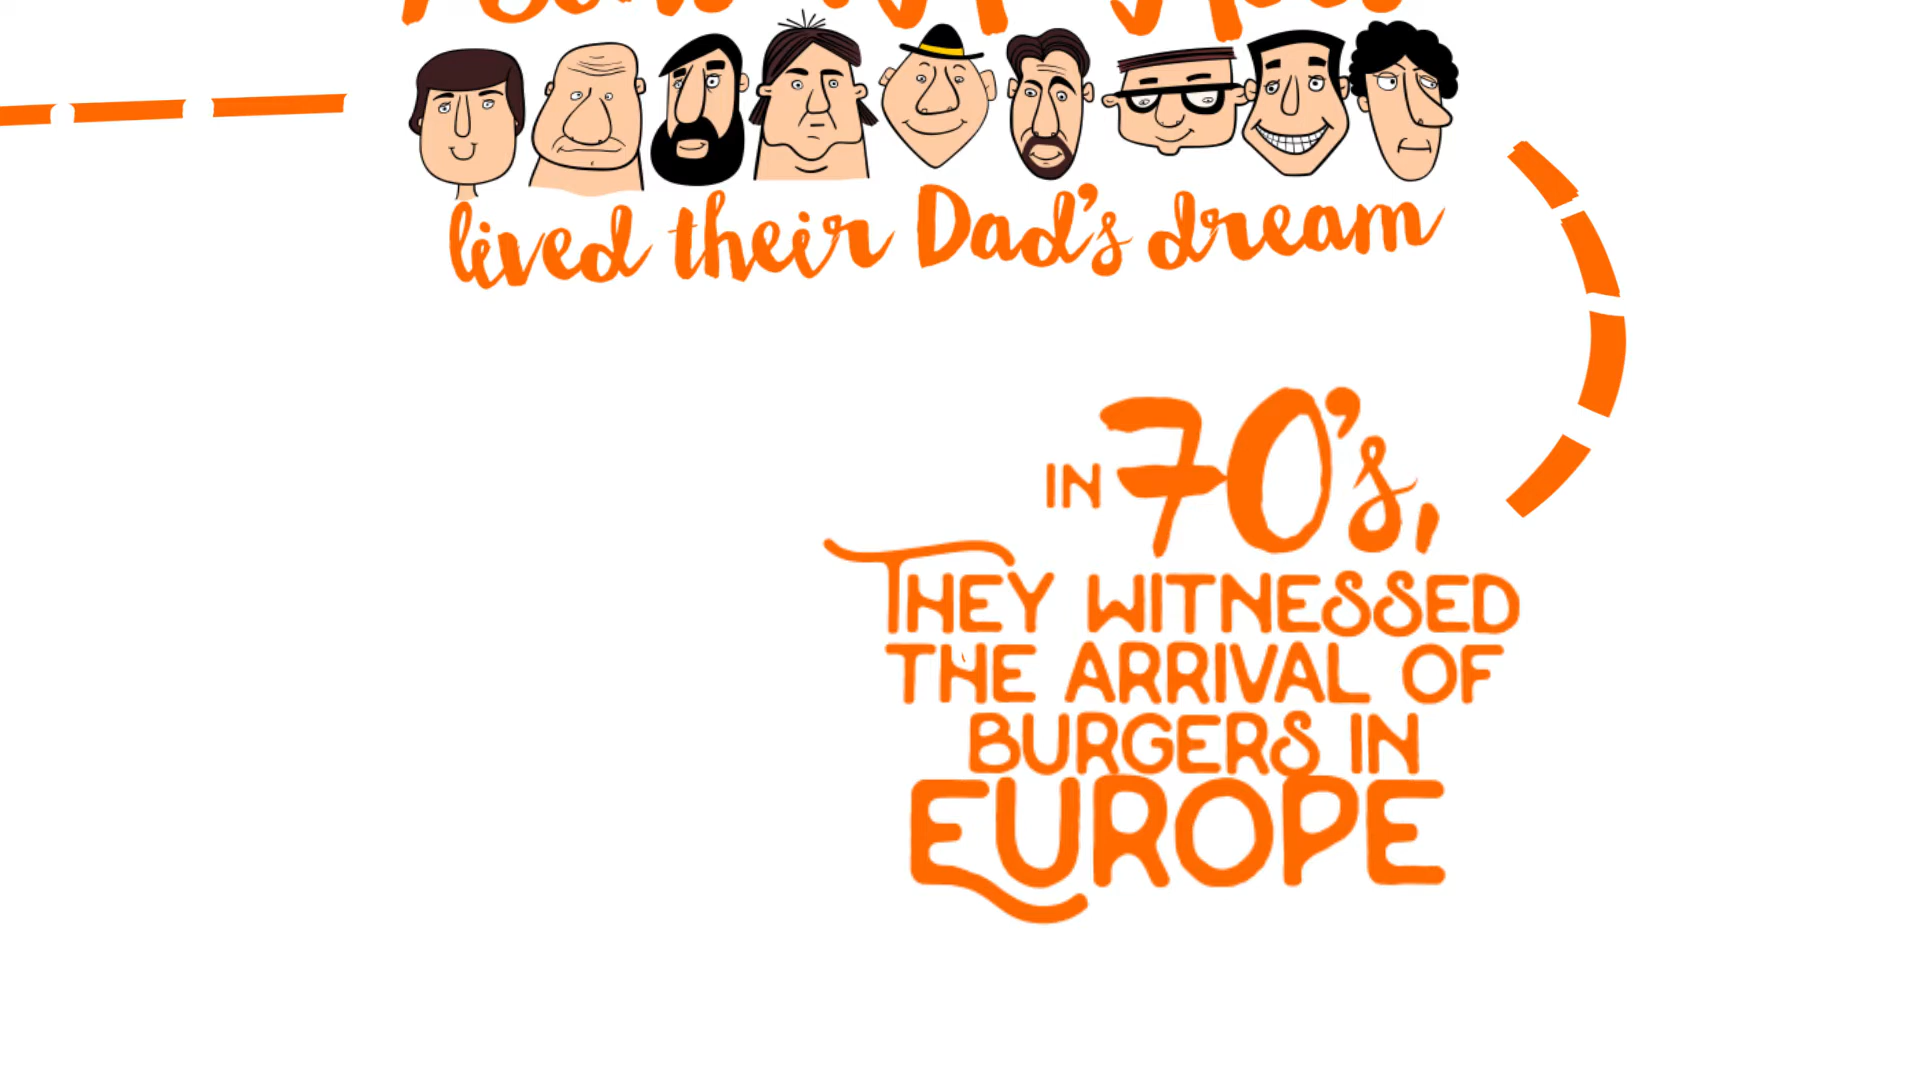 lived their Dad's dream
IN 70's,
THEY WITNESSED
THE ARRIVAL OF
BURGERS IN
EUROPE